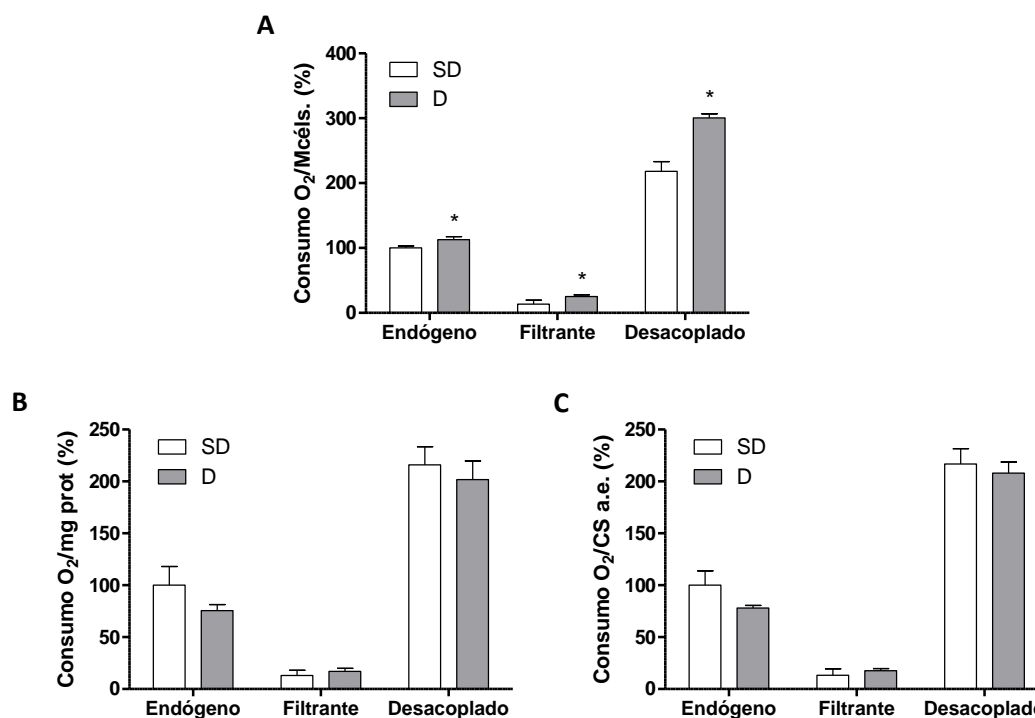 A
Consumo O₂/Mcéls. (%)
400
300
200
100
0
SD
D
*
*
*
Endógeno Filtrante Desacoplado
B
Consumo O₂/mg prot (%)
250
200
150
100
50
0
SD
D
Endógeno Filtrante Desacoplado
C
Consumo O₂/CS a.e. (%)
250
200
150
100
50
0
SD
D
Endógeno Filtrante Desacoplado